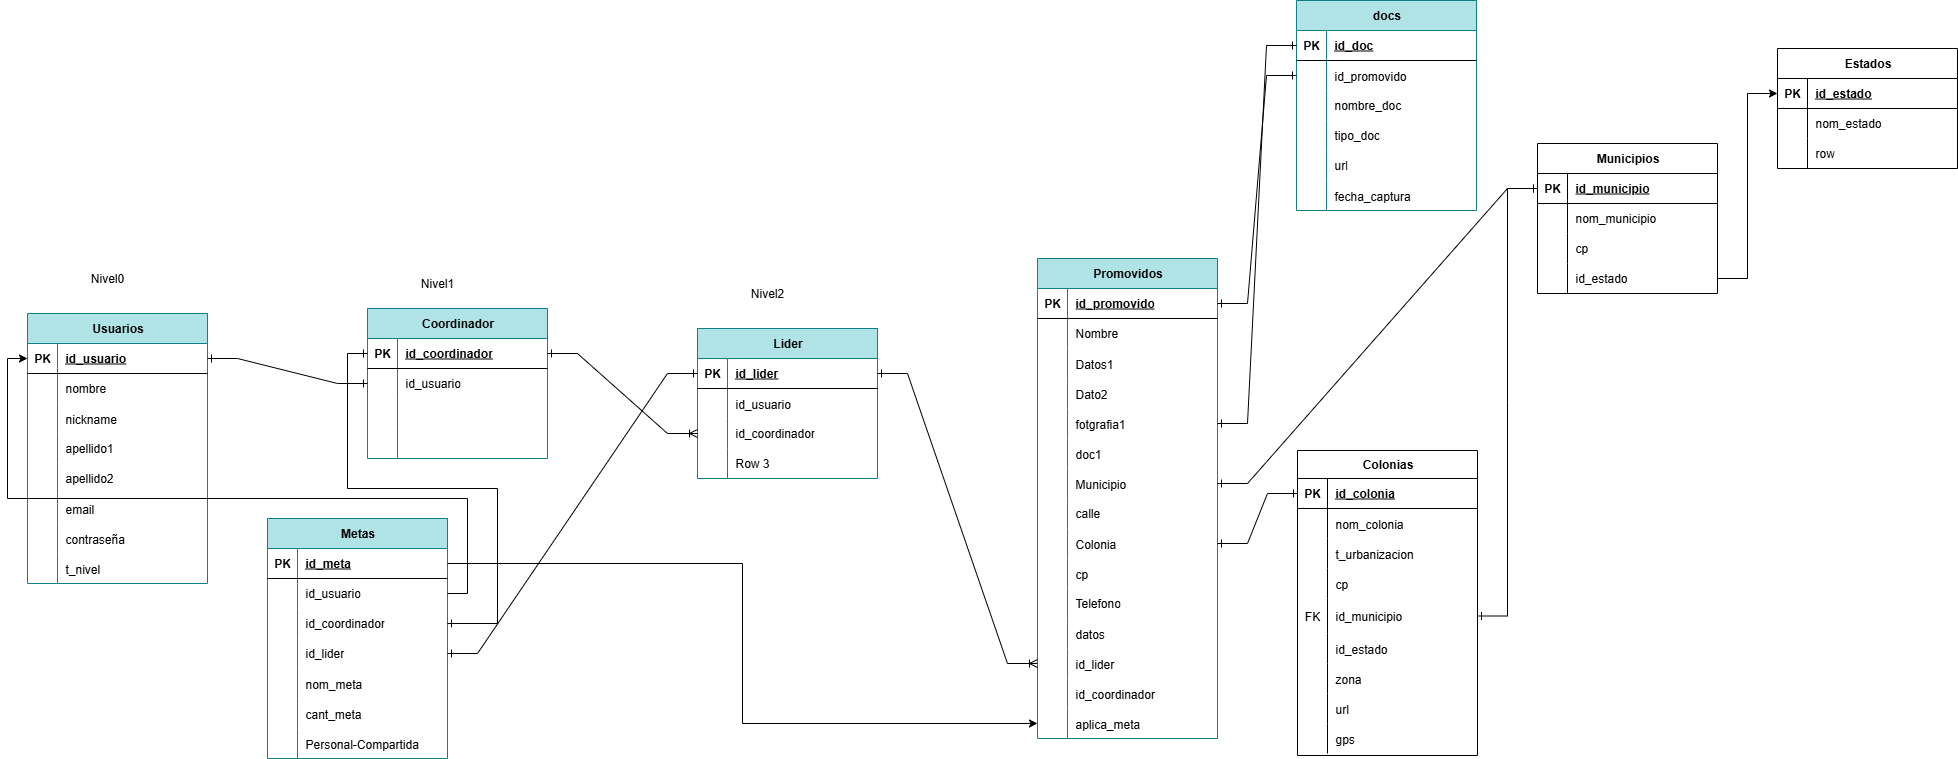 docs
PK id_doc
id_promovido
nombre_doc
tipo_doc
url
fecha_captura
Estados
PK id_estado
nom_estado
row
Municipios
PK id_municipio
nom_municipio
cp
id_estado
Nivel0
Usuarios
PK id_usuario
nombre
nickname
apellido1
apellido2
email
contraseña
t_nivel
Nivel1
Coordinador
PK id_coordinador
id_usuario
Nivel2
Lider
PK id_lider
id_usuario
id_coordinador
Row 3
Metas
PK id_meta
id_usuario
id_coordinador
id_lider
nom_meta
cant_meta
Personal-Compartida
Promovidos
PK id_promovido
Nombre
Datos1
Dato2
fotgrafia1
doc1
Municipio
calle
Colonia
cp
Telefono
datos
id_lider
id_coordinador
aplica_meta
Colonias
PK id_colonia
nom_colonia
t_urbanizacion
cp
FK id_municipio
id_estado
zona
url
gps